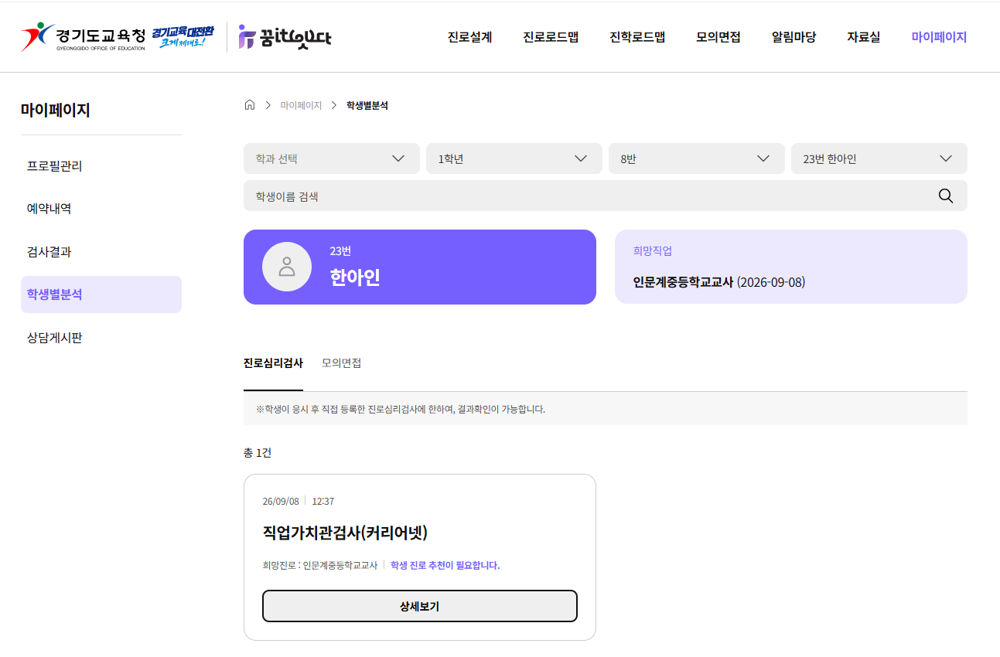 경기도교육청
GYEONGGIDO OFFICE OF EDUCATION
경기교육 대전환
크게 제대로!
꿈it잇다
진로설계 진로로드맵 진학로드맵 모의면접 알림마당 자료실 마이페이지
마이페이지
프로필관리
예약내역
검사결과
학생별분석
상담게시판
마이페이지 학생별분석
학과 선택 1학년 8반 23번 한아인
학생이름 검색
23번
한아인
희망직업
인문계중등학교교사 (2026-09-08)
진로심리검사 모의면접
※학생이 응시 후 직접 등록한 진로심리검사에 한하여, 결과확인이 가능합니다.
총 1건
26/09/08 12:37
직업가치관검사(커리어넷)
희망진로 : 인문계중등학교교사 학생 진로 추천이 필요합니다.
상세보기